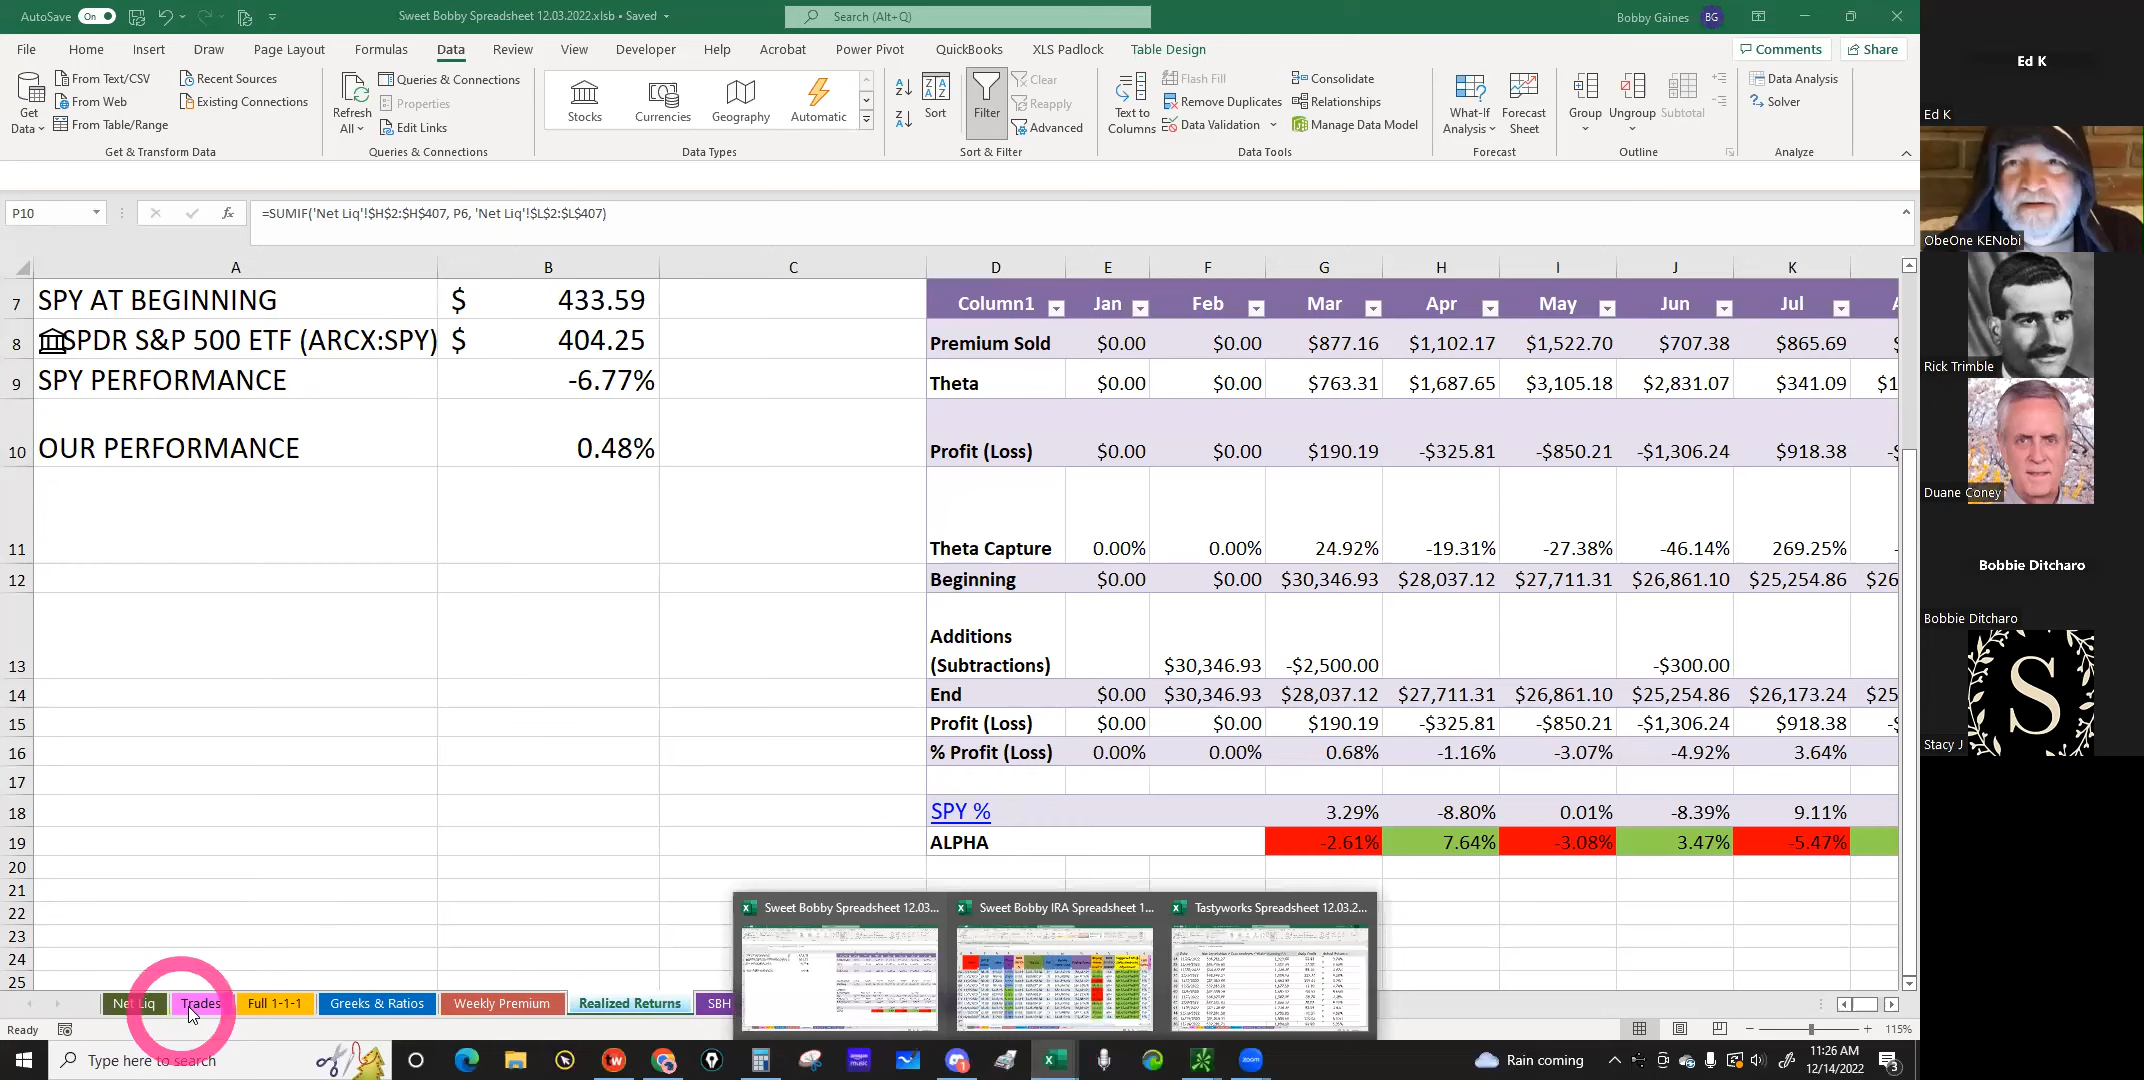 AutoSave On Sweet Bobby Spreadsheet 12.03.2022.xlsb • Saved Search (Alt+Q) Bobby Gaines BG
File Home Insert Draw Page Layout Formulas Data Review View Developer Help Acrobat Power Pivot QuickBooks XLS Padlock Table Design Comments Share
Get Data
From Text/CSV
From Web
From Table/Range
Recent Sources
Existing Connections
Get & Transform Data
Refresh All
Queries & Connections
Properties
Edit Links
Queries & Connections
Stocks Currencies Geography Automatic
Data Types
Sort
Filter
Clear
Reapply
Advanced
Sort & Filter
Text to Columns
Flash Fill
Remove Duplicates
Data Validation
Consolidate
Relationships
Manage Data Model
Data Tools
What-If Analysis
Forecast Sheet
Forecast
Group Ungroup Subtotal
Outline
Data Analysis
Solver
Analyze
P10 fx =SUMIF('Net Liq'!$H$2:$H$407, P6, 'Net Liq'!$L$2:$L$407)
A B C D E F G H I J K
7 SPY AT BEGINNING $ 433.59 Column1 Jan Feb Mar Apr May Jun Jul
8 SPDR S&P 500 ETF (ARCX:SPY) $ 404.25 Premium Sold $0.00 $0.00 $877.16 $1,102.17 $1,522.70 $707.38 $865.69
9 SPY PERFORMANCE -6.77% Theta $0.00 $0.00 $763.31 $1,687.65 $3,105.18 $2,831.07 $341.09 $1
10 OUR PERFORMANCE 0.48% Profit (Loss) $0.00 $0.00 $190.19 -$325.81 -$850.21 -$1,306.24 $918.38
11 Theta Capture 0.00% 0.00% 24.92% -19.31% -27.38% -46.14% 269.25%
12 Beginning $0.00 $0.00 $30,346.93 $28,037.12 $27,711.31 $26,861.10 $25,254.86 $26
13 Additions (Subtractions) $30,346.93 -$2,500.00 -$300.00
14 End $0.00 $30,346.93 $28,037.12 $27,711.31 $26,861.10 $25,254.86 $26,173.24 $25
15 Profit (Loss) $0.00 $0.00 $190.19 -$325.81 -$850.21 -$1,306.24 $918.38
16 % Profit (Loss) 0.00% 0.00% 0.68% -1.16% -3.07% -4.92% 3.64%
17
18 SPY % 3.29% -8.80% 0.01% -8.39% 9.11%
19 ALPHA -2.61% 7.64% -3.08% 3.47% -5.47%
20
21
22
23
24
25
Sweet Bobby Spreadsheet 12.03... Sweet Bobby IRA Spreadsheet 1... Tastyworks Spreadsheet 12.03.2...
Net Liq Trades Full 1-1-1 Greeks & Ratios Weekly Premium Realized Returns SBH
Ready 115%
Type here to search Rain coming 11:26 AM
12/14/2022
3
Ed K
Ed K
ObeOne KENobi
Rick Trimble
Duane Coney
Bobbie Ditcharo
Bobbie Ditcharo
S
Stacy J